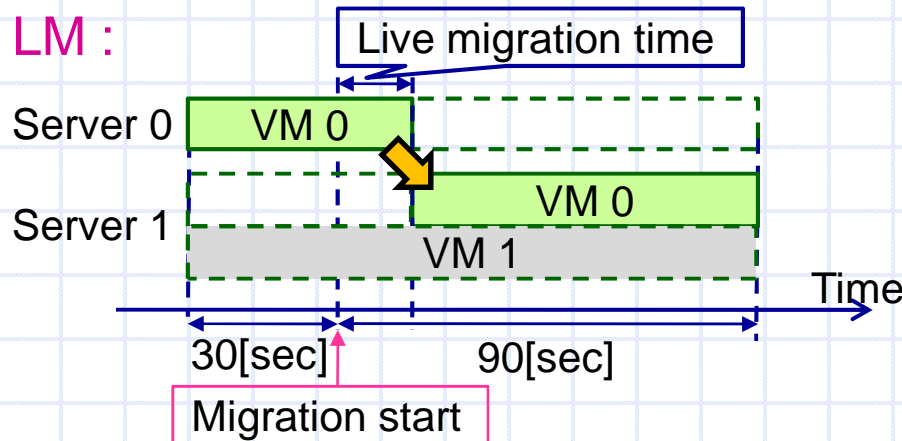 LM :
Live migration time
Server 0
VM 0
VM 0
Server 1
VM 1
Time
30[sec]
90[sec]
Migration start